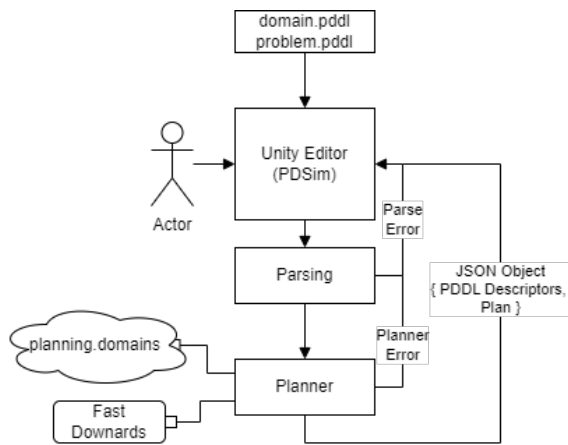 domain.pddl
problem.pddl
Unity Editor
(PDSim)
Actor
Parse
Error
Parsing
JSON Object
{ PDDL Descriptors,
Plan }
planning.domains
Planner
Error
Planner
Fast
Downards